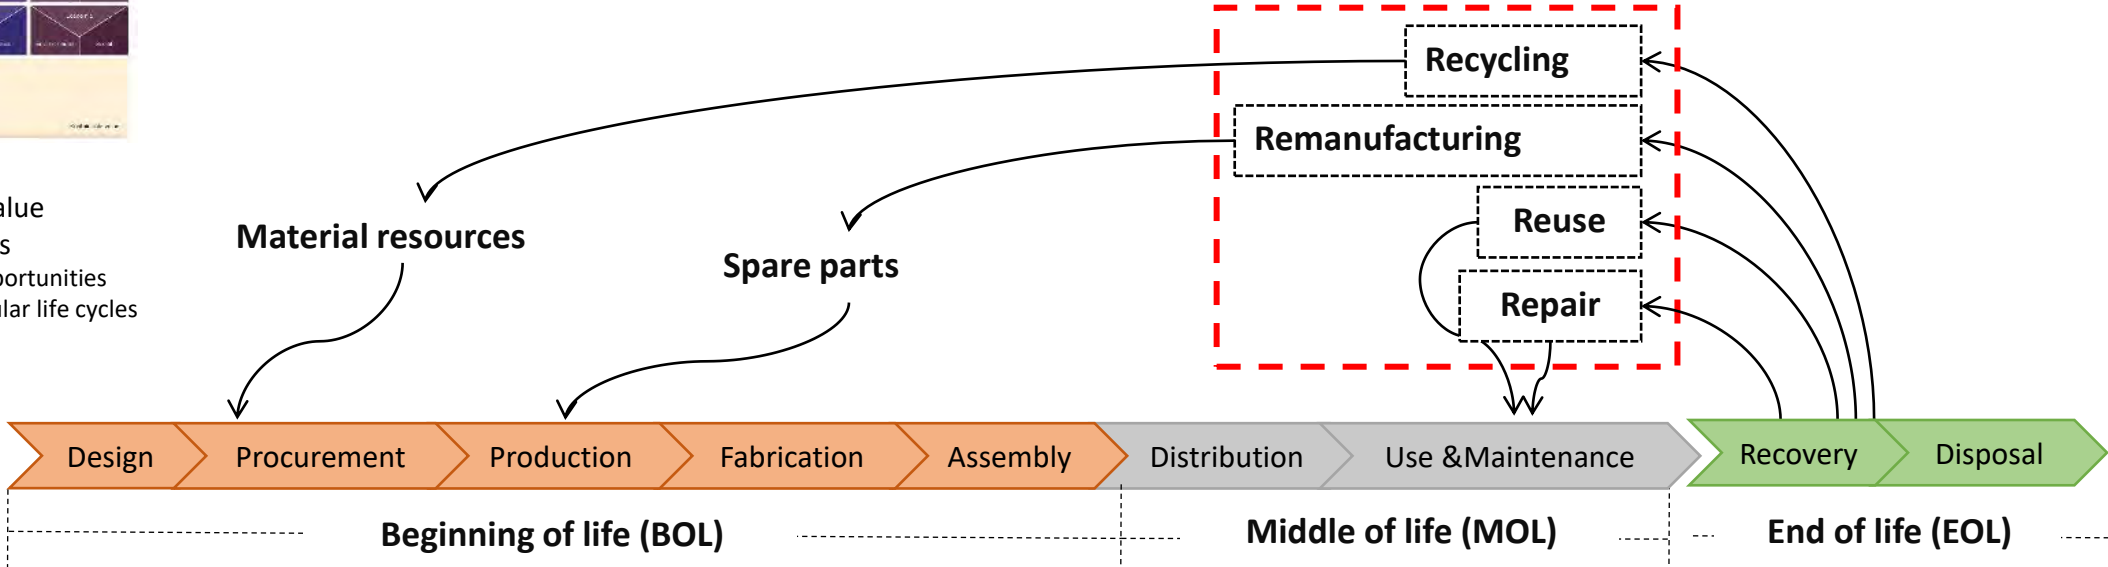 Recycling
Remanufacturing
Reuse
Repair
Material resources
Spare parts
alue
s
portunities
lar life cycles
Design
Procurement
Production
Fabrication
Assembly
Distribution
Use &Maintenance
Recovery
Disposal
Beginning of life (BOL)
Middle of life (MOL)
End of life (EOL)